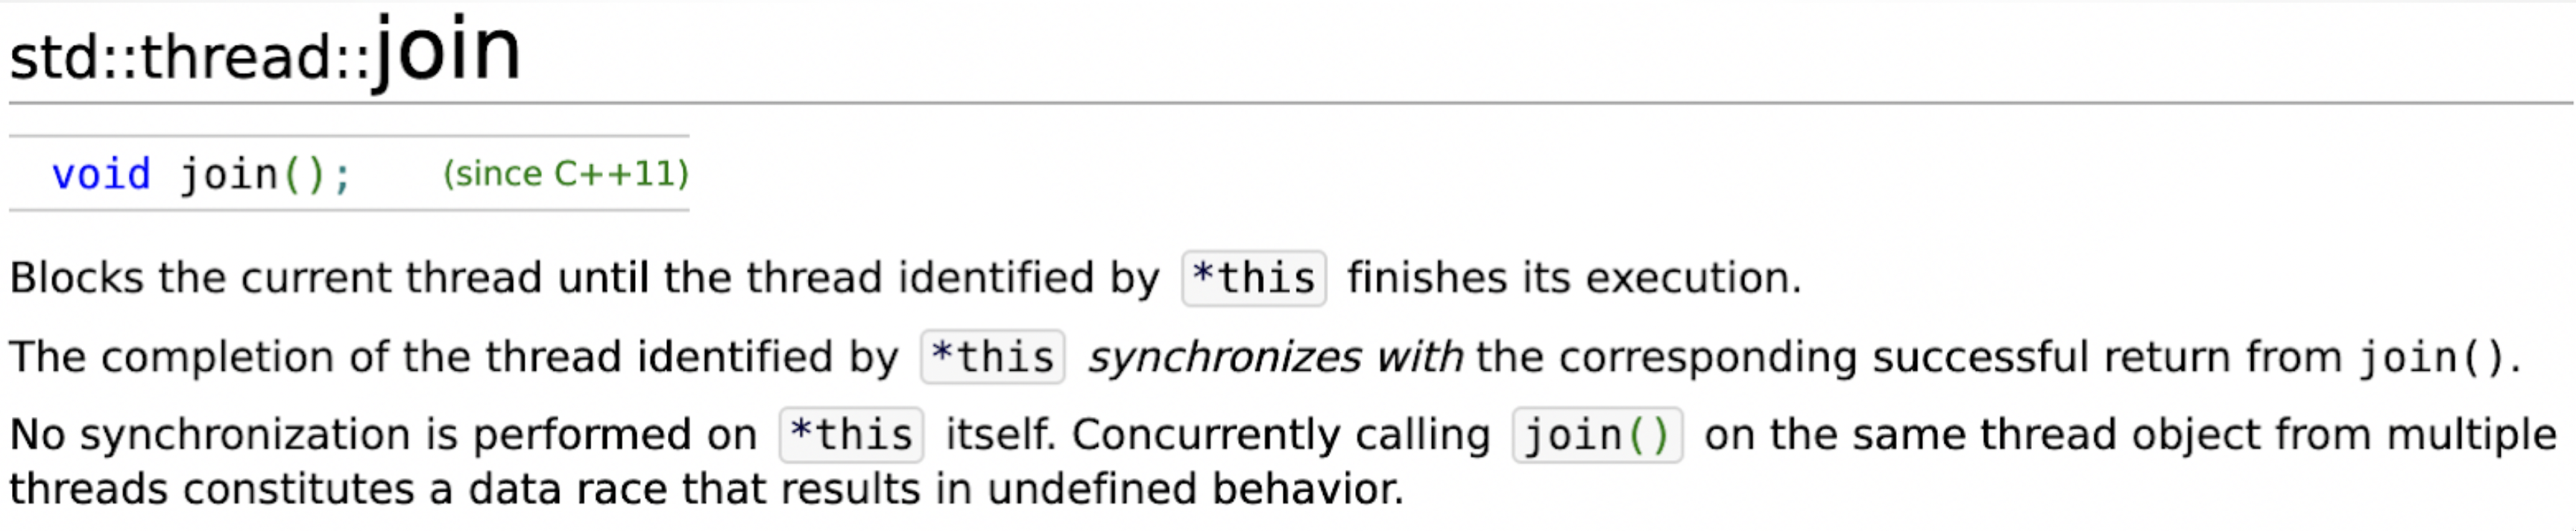 std::thread::join
void join(); (since C++11)
Blocks the current thread until the thread identified by *this finishes its execution.
The completion of the thread identified by *this synchronizes with the corresponding successful return from join().
No synchronization is performed on *this itself. Concurrently calling join() on the same thread object from multiple
threads constitutes a data race that results in undefined behavior.